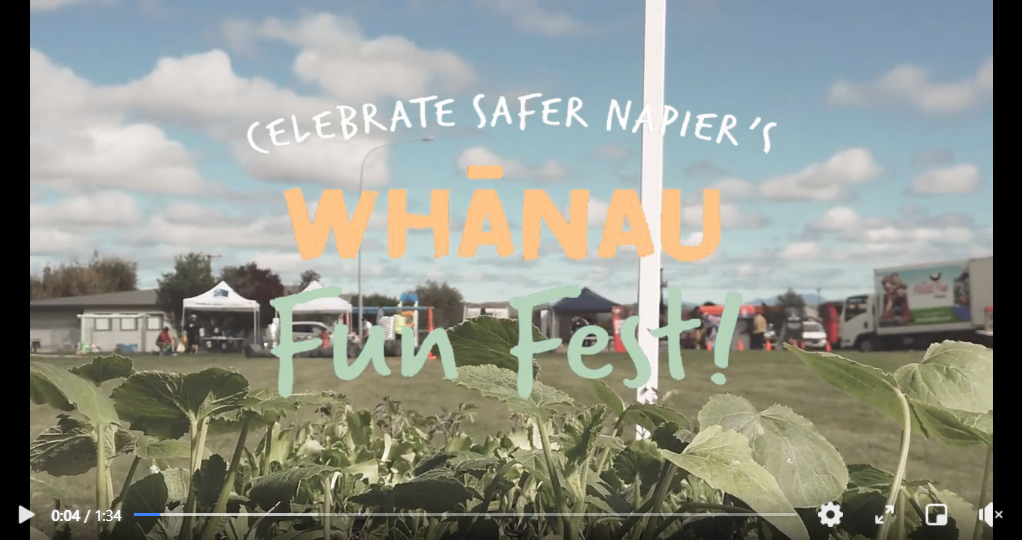 CELEBRATE SAFER NAPIER'S
WHĀNAU
Fun Fest!
0:04 / 1:34